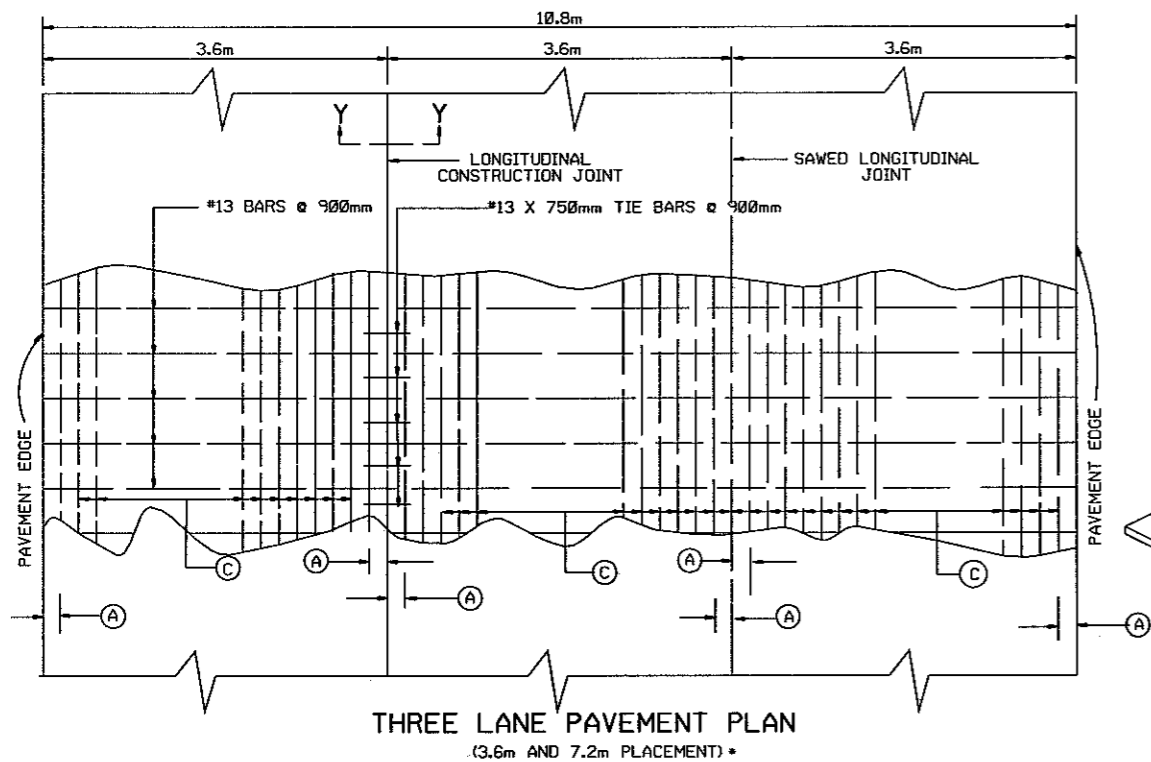 10.8m
3.6m
3.6m
3.6m
Y
Y
LONGITUDINAL
CONSTRUCTION JOINT
SAWED LONGITUDINAL
JOINT
#13 BARS @ 900mm
#13 X 750mm TIE BARS @ 900mm
PAVEMENT EDGE
PAVEMENT EDGE
C
A
C
A
C
A
A
A
A
THREE LANE PAVEMENT PLAN
(3.6m AND 7.2m PLACEMENT) *